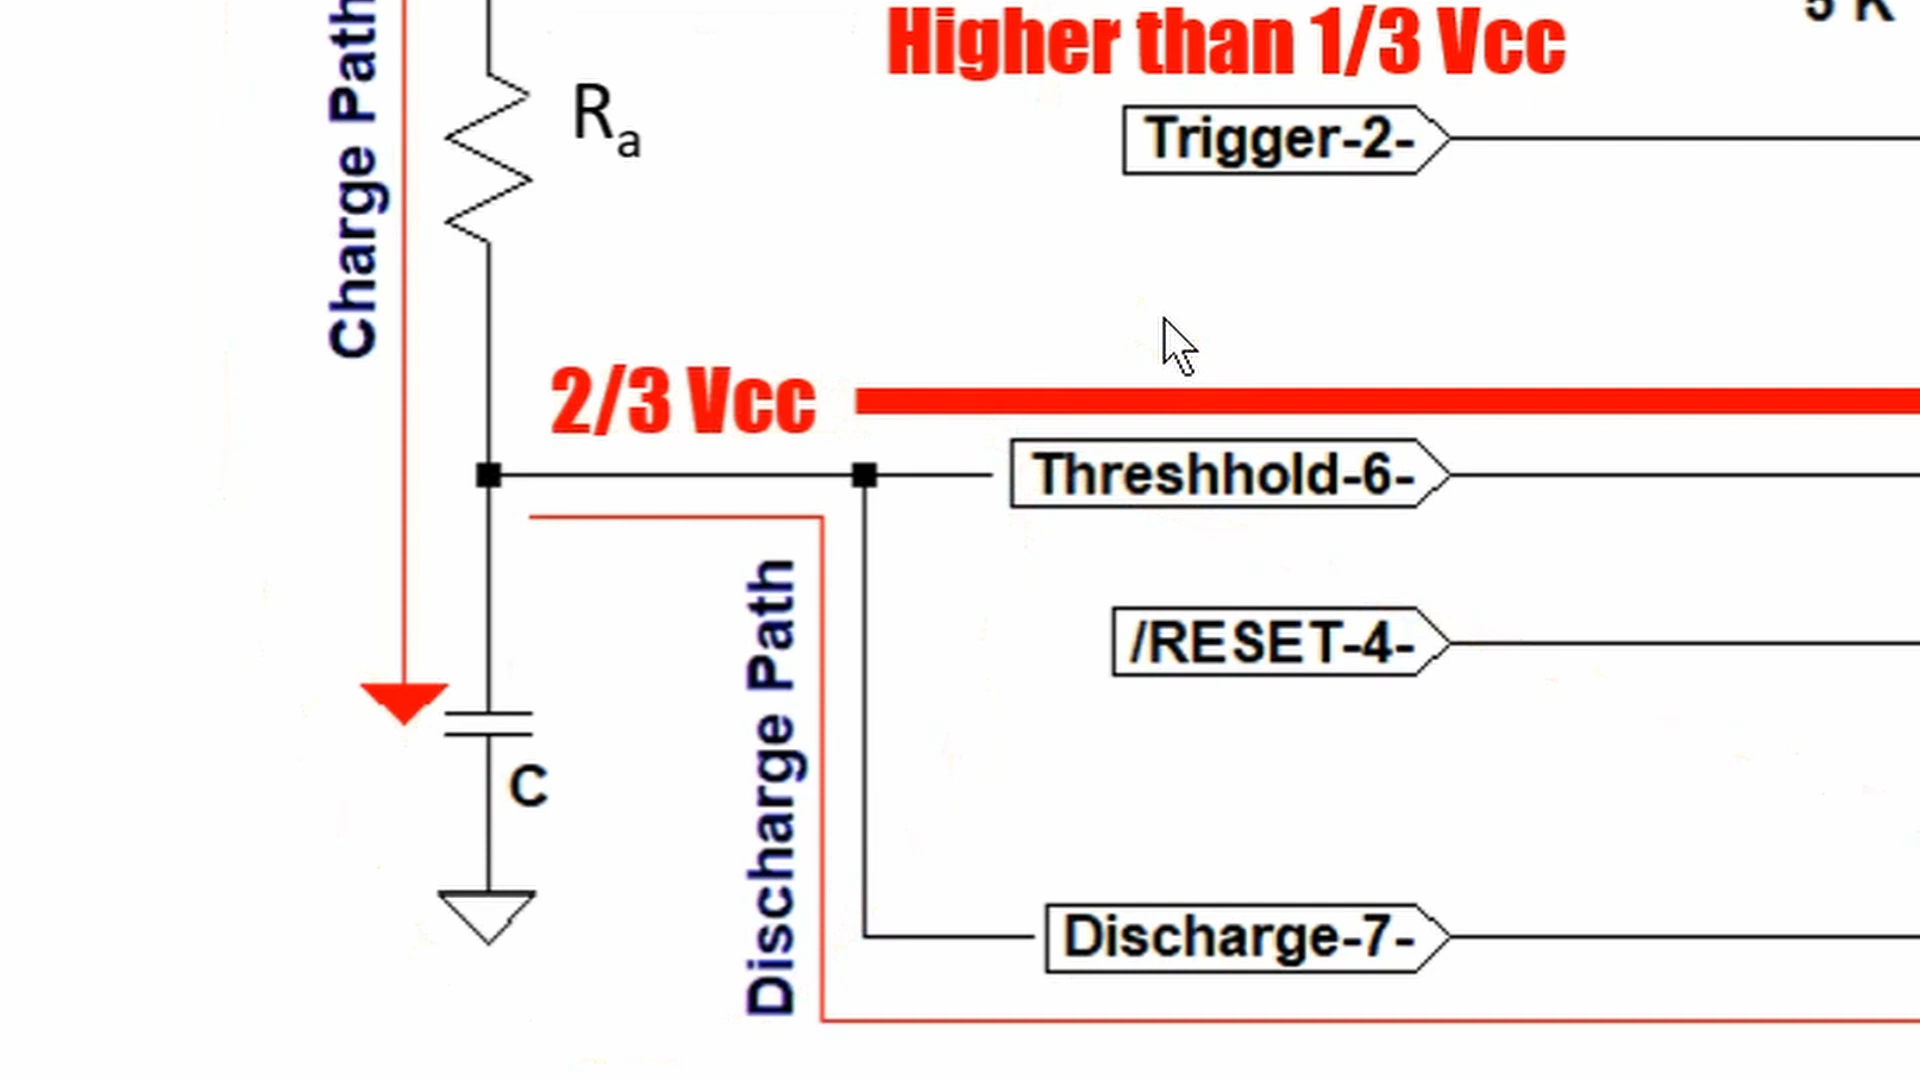 5 K
Higher than 1/3 Vcc
Charge Path
Ra
Trigger-2-
2/3 Vcc
Threshhold-6-
Discharge Path
/RESET-4-
C
Discharge-7-